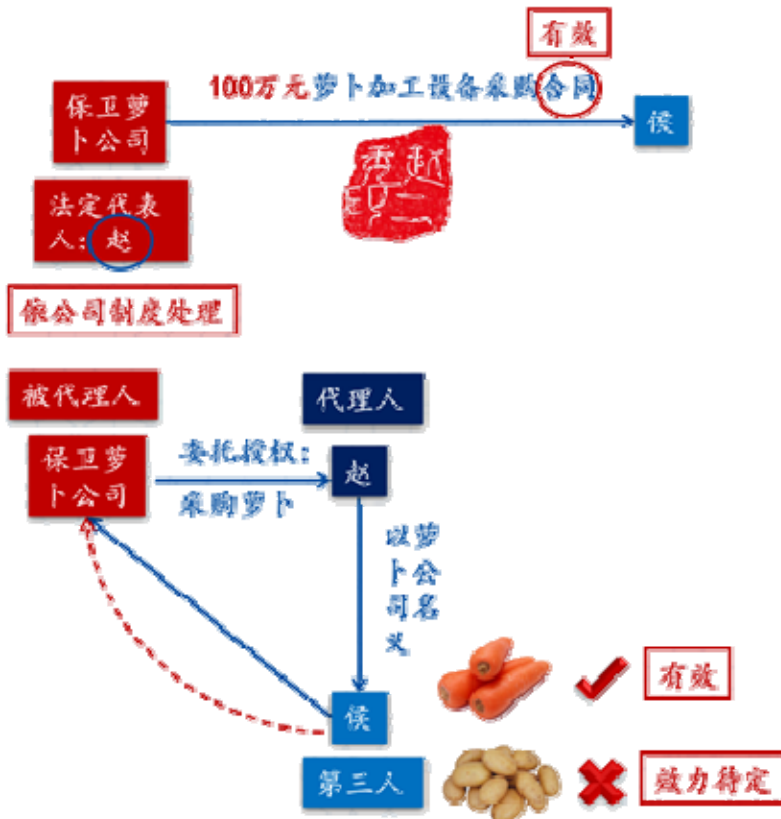 有效
100万元萝卜加工设备采购合同
保卫萝
卜公司
侯
法定代表
人：赵
依公司制度处理
被代理人
代理人
保卫萝
卜公司
委托授权：
采购萝卜
赵
以萝
卜公
司名
义
侯
有效
第三人
效力待定